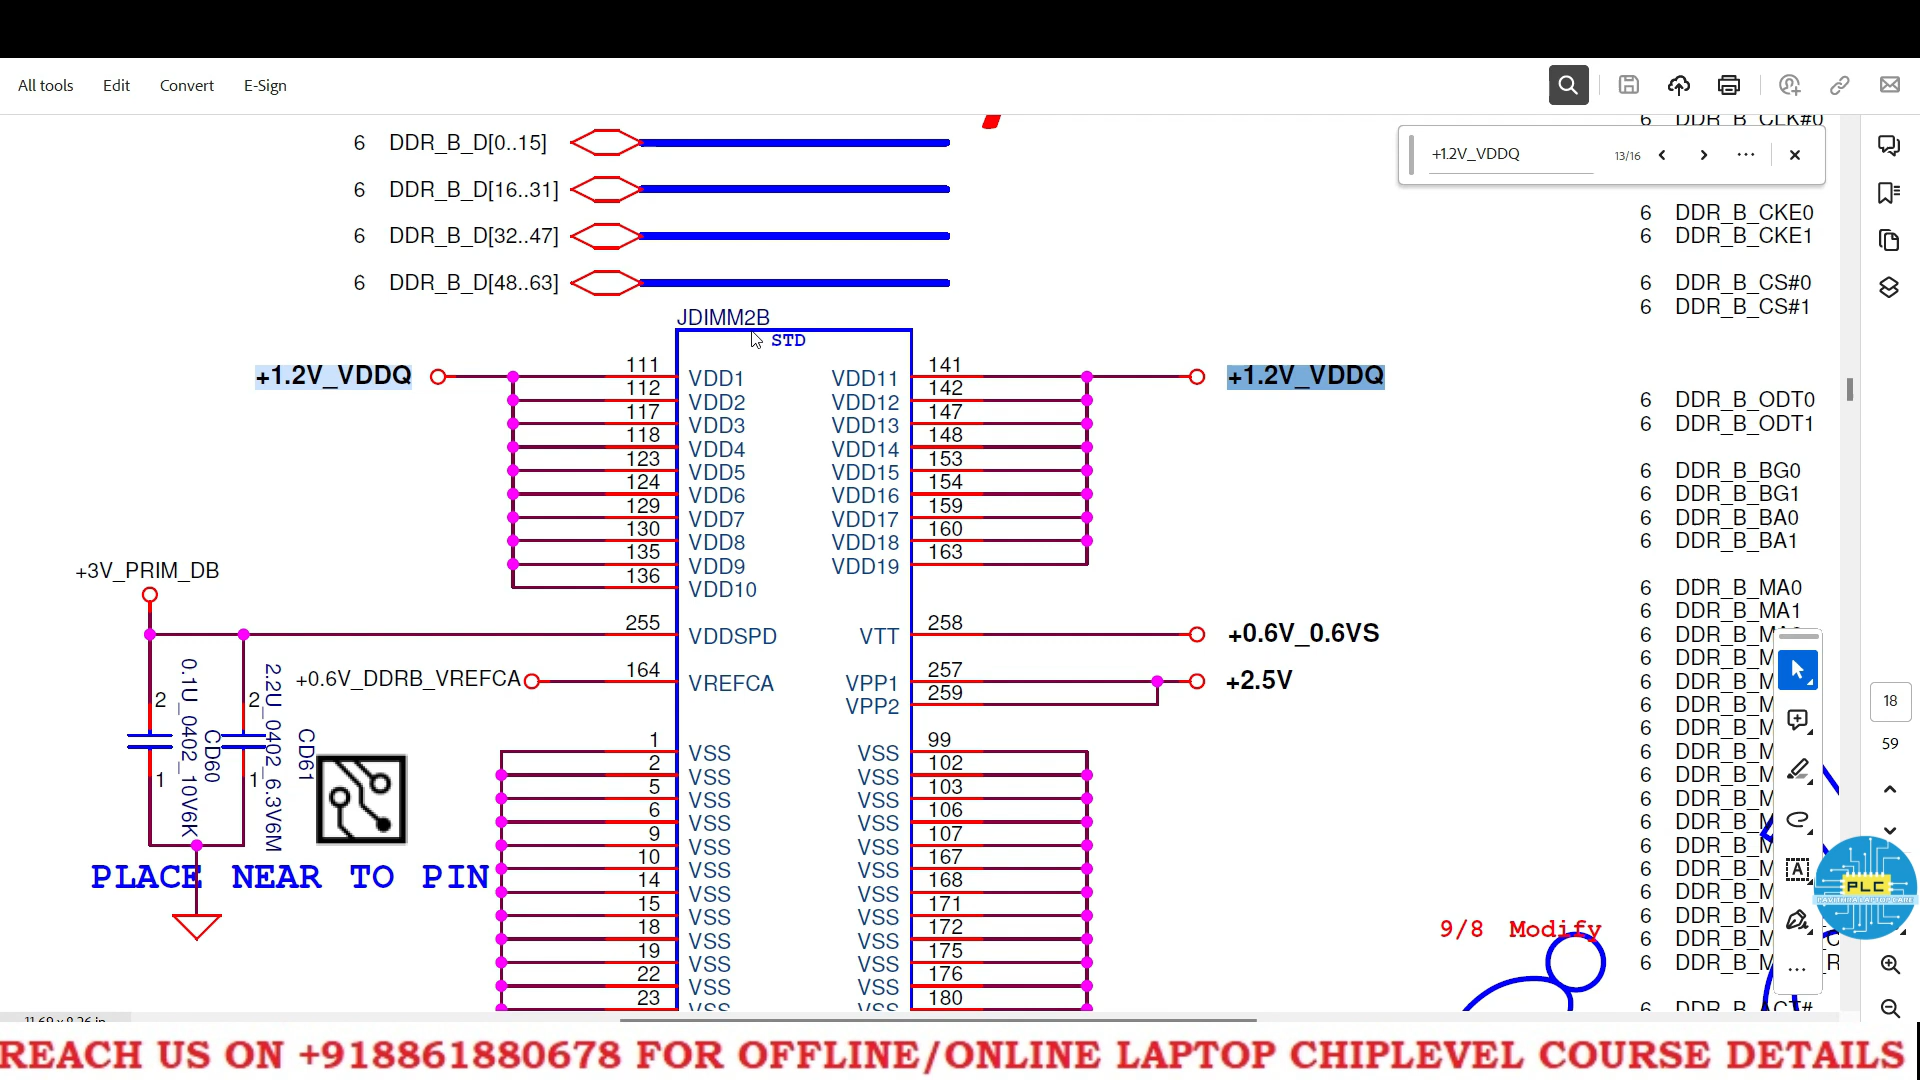 All tools Edit Convert E-Sign
6 DDR_B_D[0..15]
6 DDR_B_D[16..31]
6 DDR_B_D[32..47]
6 DDR_B_D[48..63]
+1.2V_VDDQ 13/16
6 DDR_B_CLK#0
6 DDR_B_CKE0
6 DDR_B_CKE1
6 DDR_B_CS#0
6 DDR_B_CS#1
6 DDR_B_ODT0
6 DDR_B_ODT1
6 DDR_B_BG0
6 DDR_B_BG1
6 DDR_B_BA0
6 DDR_B_BA1
6 DDR_B_MA0
6 DDR_B_MA1
JDIMM2B
STD
+1.2V_VDDQ 111 VDD1 VDD11 141 +1.2V_VDDQ
112 VDD2 VDD12 142
117 VDD3 VDD13 147
118 VDD4 VDD14 148
123 VDD5 VDD15 153
124 VDD6 VDD16 154
129 VDD7 VDD17 159
130 VDD8 VDD18 160
135 VDD9 VDD19 163
136 VDD10
+3V_PRIM_DB
255 VDDSPD VTT 258 +0.6V_0.6VS
+0.6V_DDRB_VREFCA 164 VREFCA VPP1 257 +2.5V
VPP2 259
1 VSS VSS 99
2 VSS VSS 102
5 VSS VSS 103
6 VSS VSS 106
9 VSS VSS 107
10 VSS VSS 167
14 VSS VSS 168
15 VSS VSS 171
18 VSS VSS 172
19 VSS VSS 175
22 VSS VSS 176
23 VSS VSS 180
2 2
1 1
0.1U_0402_10V6K
CD60
2.2U_0402_6.3V6M
CD61
PLACE NEAR TO PIN
9/8 Modify
6 DDR_B_ACT#
18
59
PLC
REACH US ON +918861880678 FOR OFFLINE/ONLINE LAPTOP CHIPLEVEL COURSE DETAILS